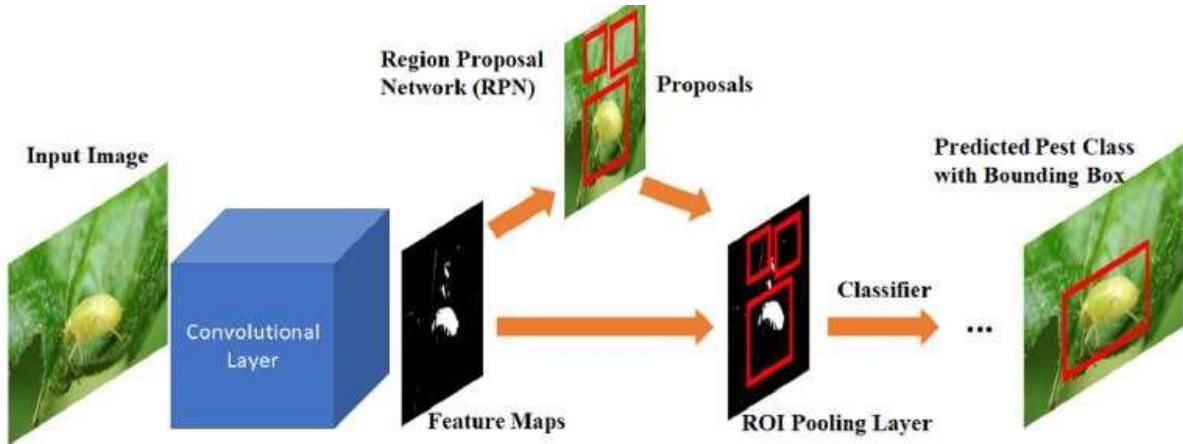 Region Proposal
Network (RPN)
Proposals
Input Image
Predicted Pest Class
with Bounding Box
Convolutional
Layer
Classifier
...
Feature Maps
ROI Pooling Layer